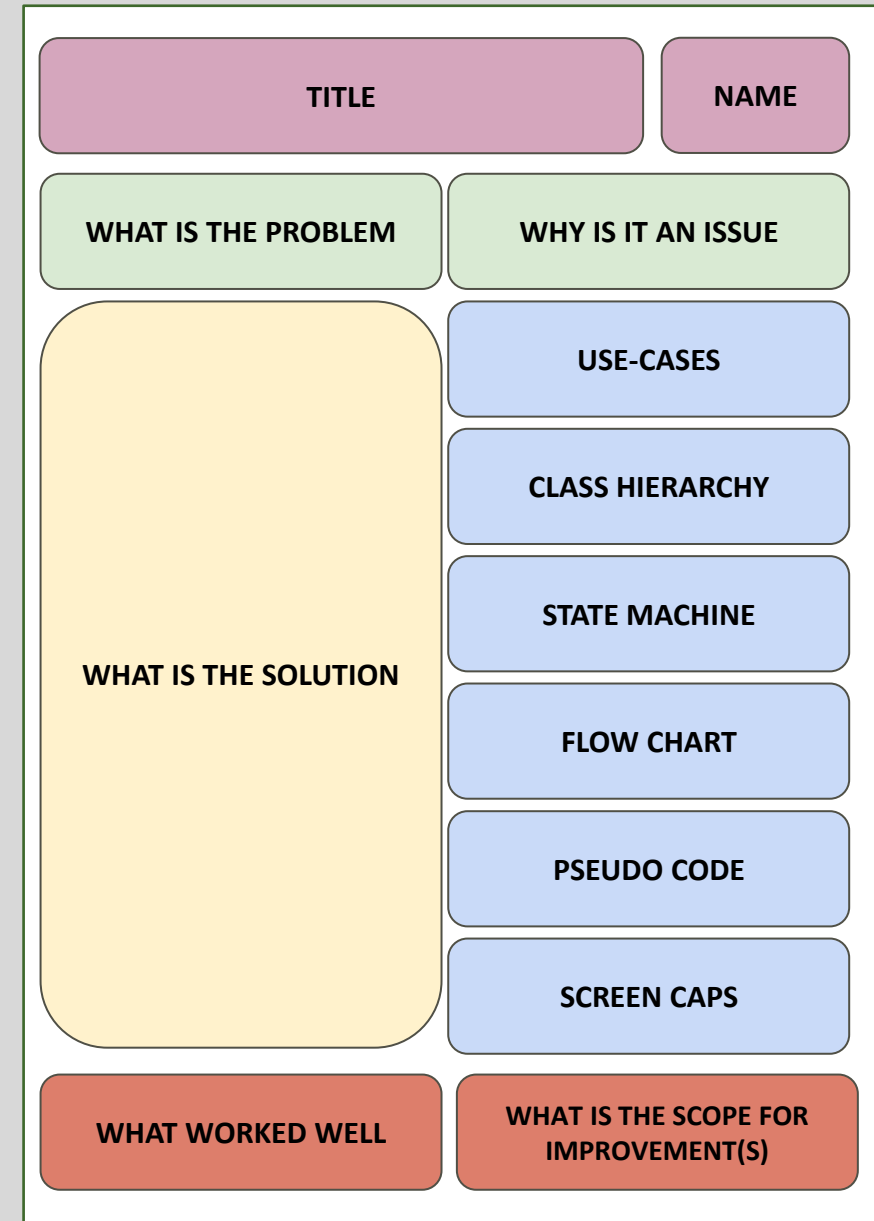 TITLE
NAME
WHAT IS THE PROBLEM
WHY IS IT AN ISSUE
WHAT IS THE SOLUTION
USE-CASES
CLASS HIERARCHY
STATE MACHINE
FLOW CHART
PSEUDO CODE
SCREEN CAPS
WHAT WORKED WELL
WHAT IS THE SCOPE FOR
IMPROVEMENT(S)